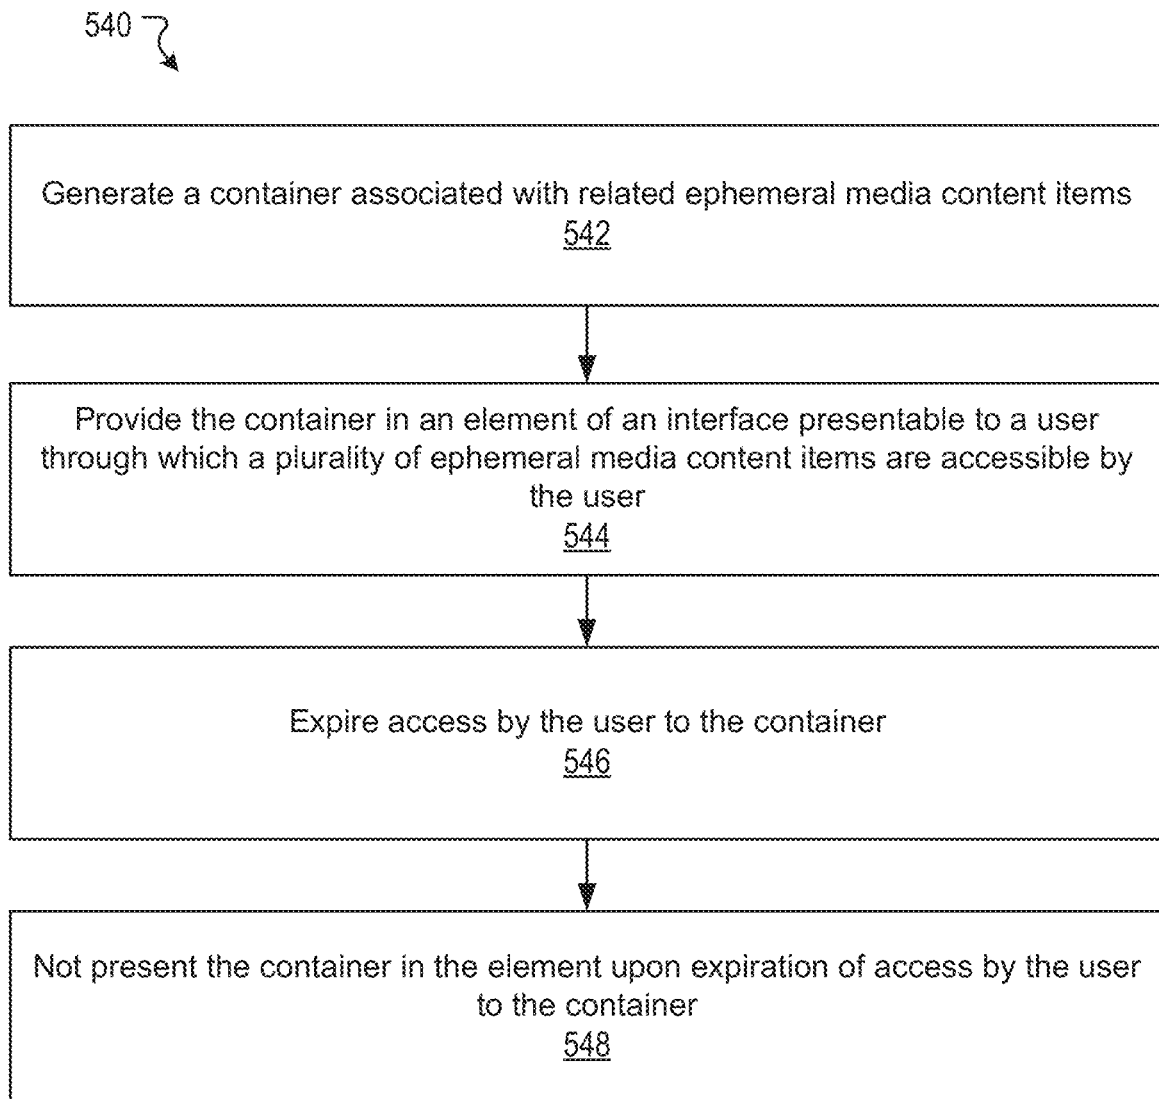 540
Generate a container associated with related ephemeral media content items
542
Provide the container in an element of an interface presentable to a user
through which a plurality of ephemeral media content items are accessible by
the user
544
Expire access by the user to the container
546
Not present the container in the element upon expiration of access by the user
to the container
548